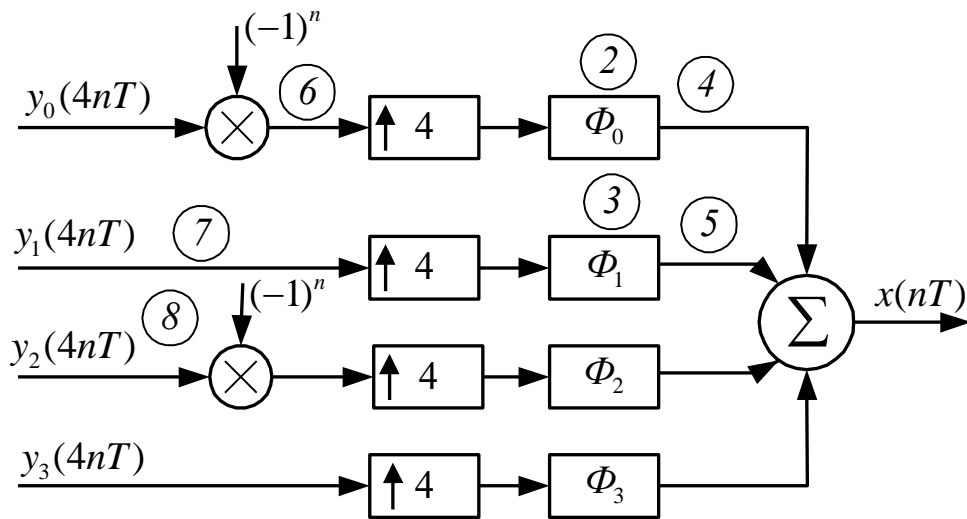 (−1)ⁿ
y₀(4nT) 6 ↑ 4 2 Φ₀ 4
y₁(4nT) 7 ↑ 4 3 Φ₁ 5
(−1)ⁿ
Σ x(nT)
y₂(4nT) 8 ↑ 4 Φ₂
y₃(4nT) ↑ 4 Φ₃